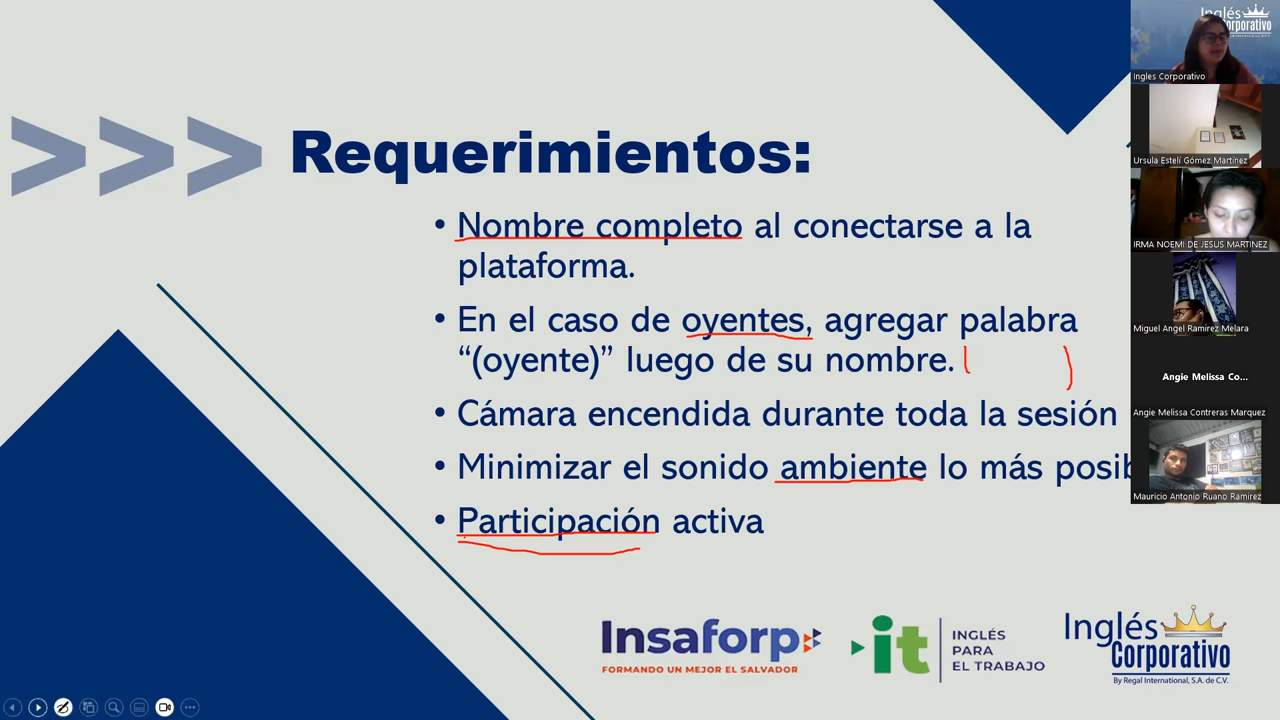 >>> Requerimientos:
• Nombre completo al conectarse a la
plataforma.
• En el caso de oyentes, agregar palabra
“(oyente)” luego de su nombre.
• Cámara encendida durante toda la sesión
• Minimizar el sonido ambiente lo más posib
• Participación activa
Insaforp
FORMANDO UN MEJOR EL SALVADOR
it
INGLÉS
PARA
EL TRABAJO
Inglés
Corporativo
By Regal International, S.A. de C.V.
Inglés
Corporativo
Ingles Corporativo
Ursula Estelí Gómez Martínez
IRMA NOEMI DE JESUS MARTINEZ
Miguel Angel Ramirez Melara
Angie Melissa Co...
Angie Melissa Contreras Marquez
Mauricio Antonio Ruano Ramirez